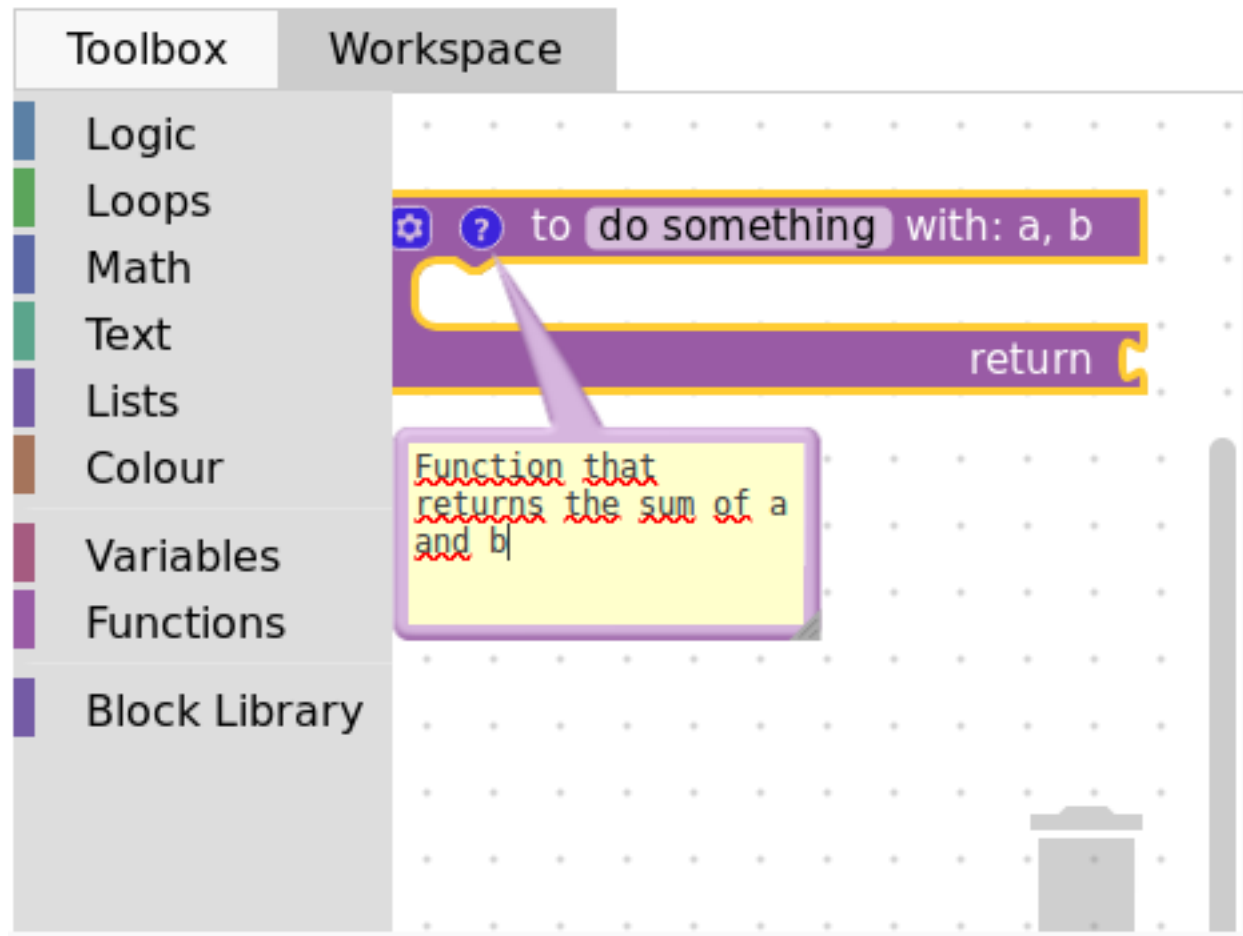 Toolbox
Workspace
Logic
Loops
Math
Text
Lists
Colour
Variables
Functions
Block Library
? to do something with: a, b
return
Function that
returns the sum of a
and b